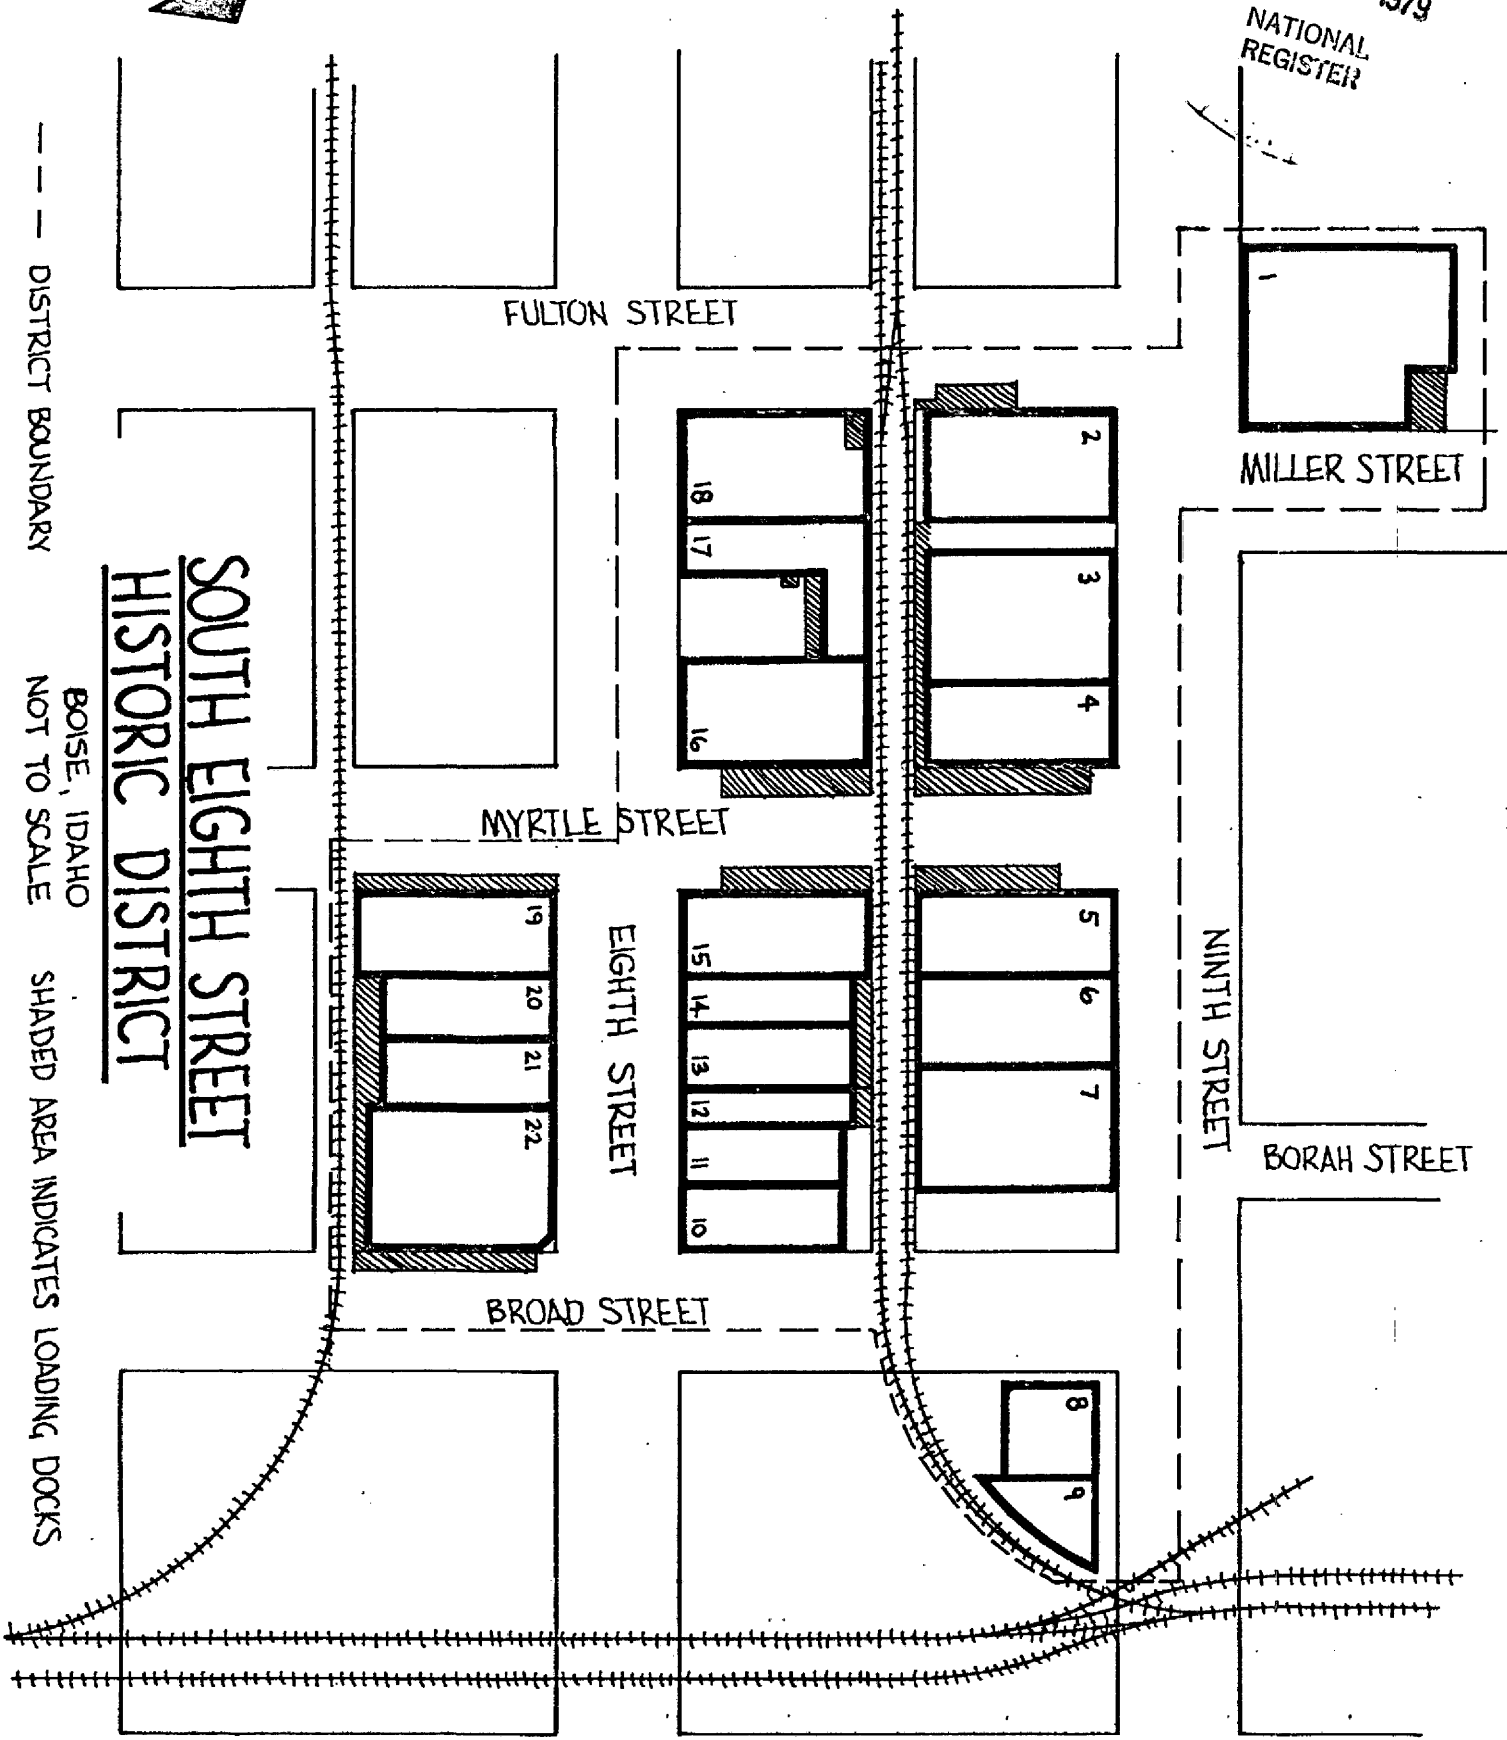 1979
NATIONAL
REGISTER
1
MILLER STREET
FULTON STREET
2
3
4
18
17
16
MYRTLE STREET
5
6
7
15
14
13
12
11
10
19
20
21
22
EIGHTH STREET
NINTH STREET
BORAH STREET
BROAD STREET
8
9
SOUTH EIGHTH STREET
HISTORIC DISTRICT
BOISE, IDAHO
DISTRICT BOUNDARY NOT TO SCALE SHADED AREA INDICATES LOADING DOCKS